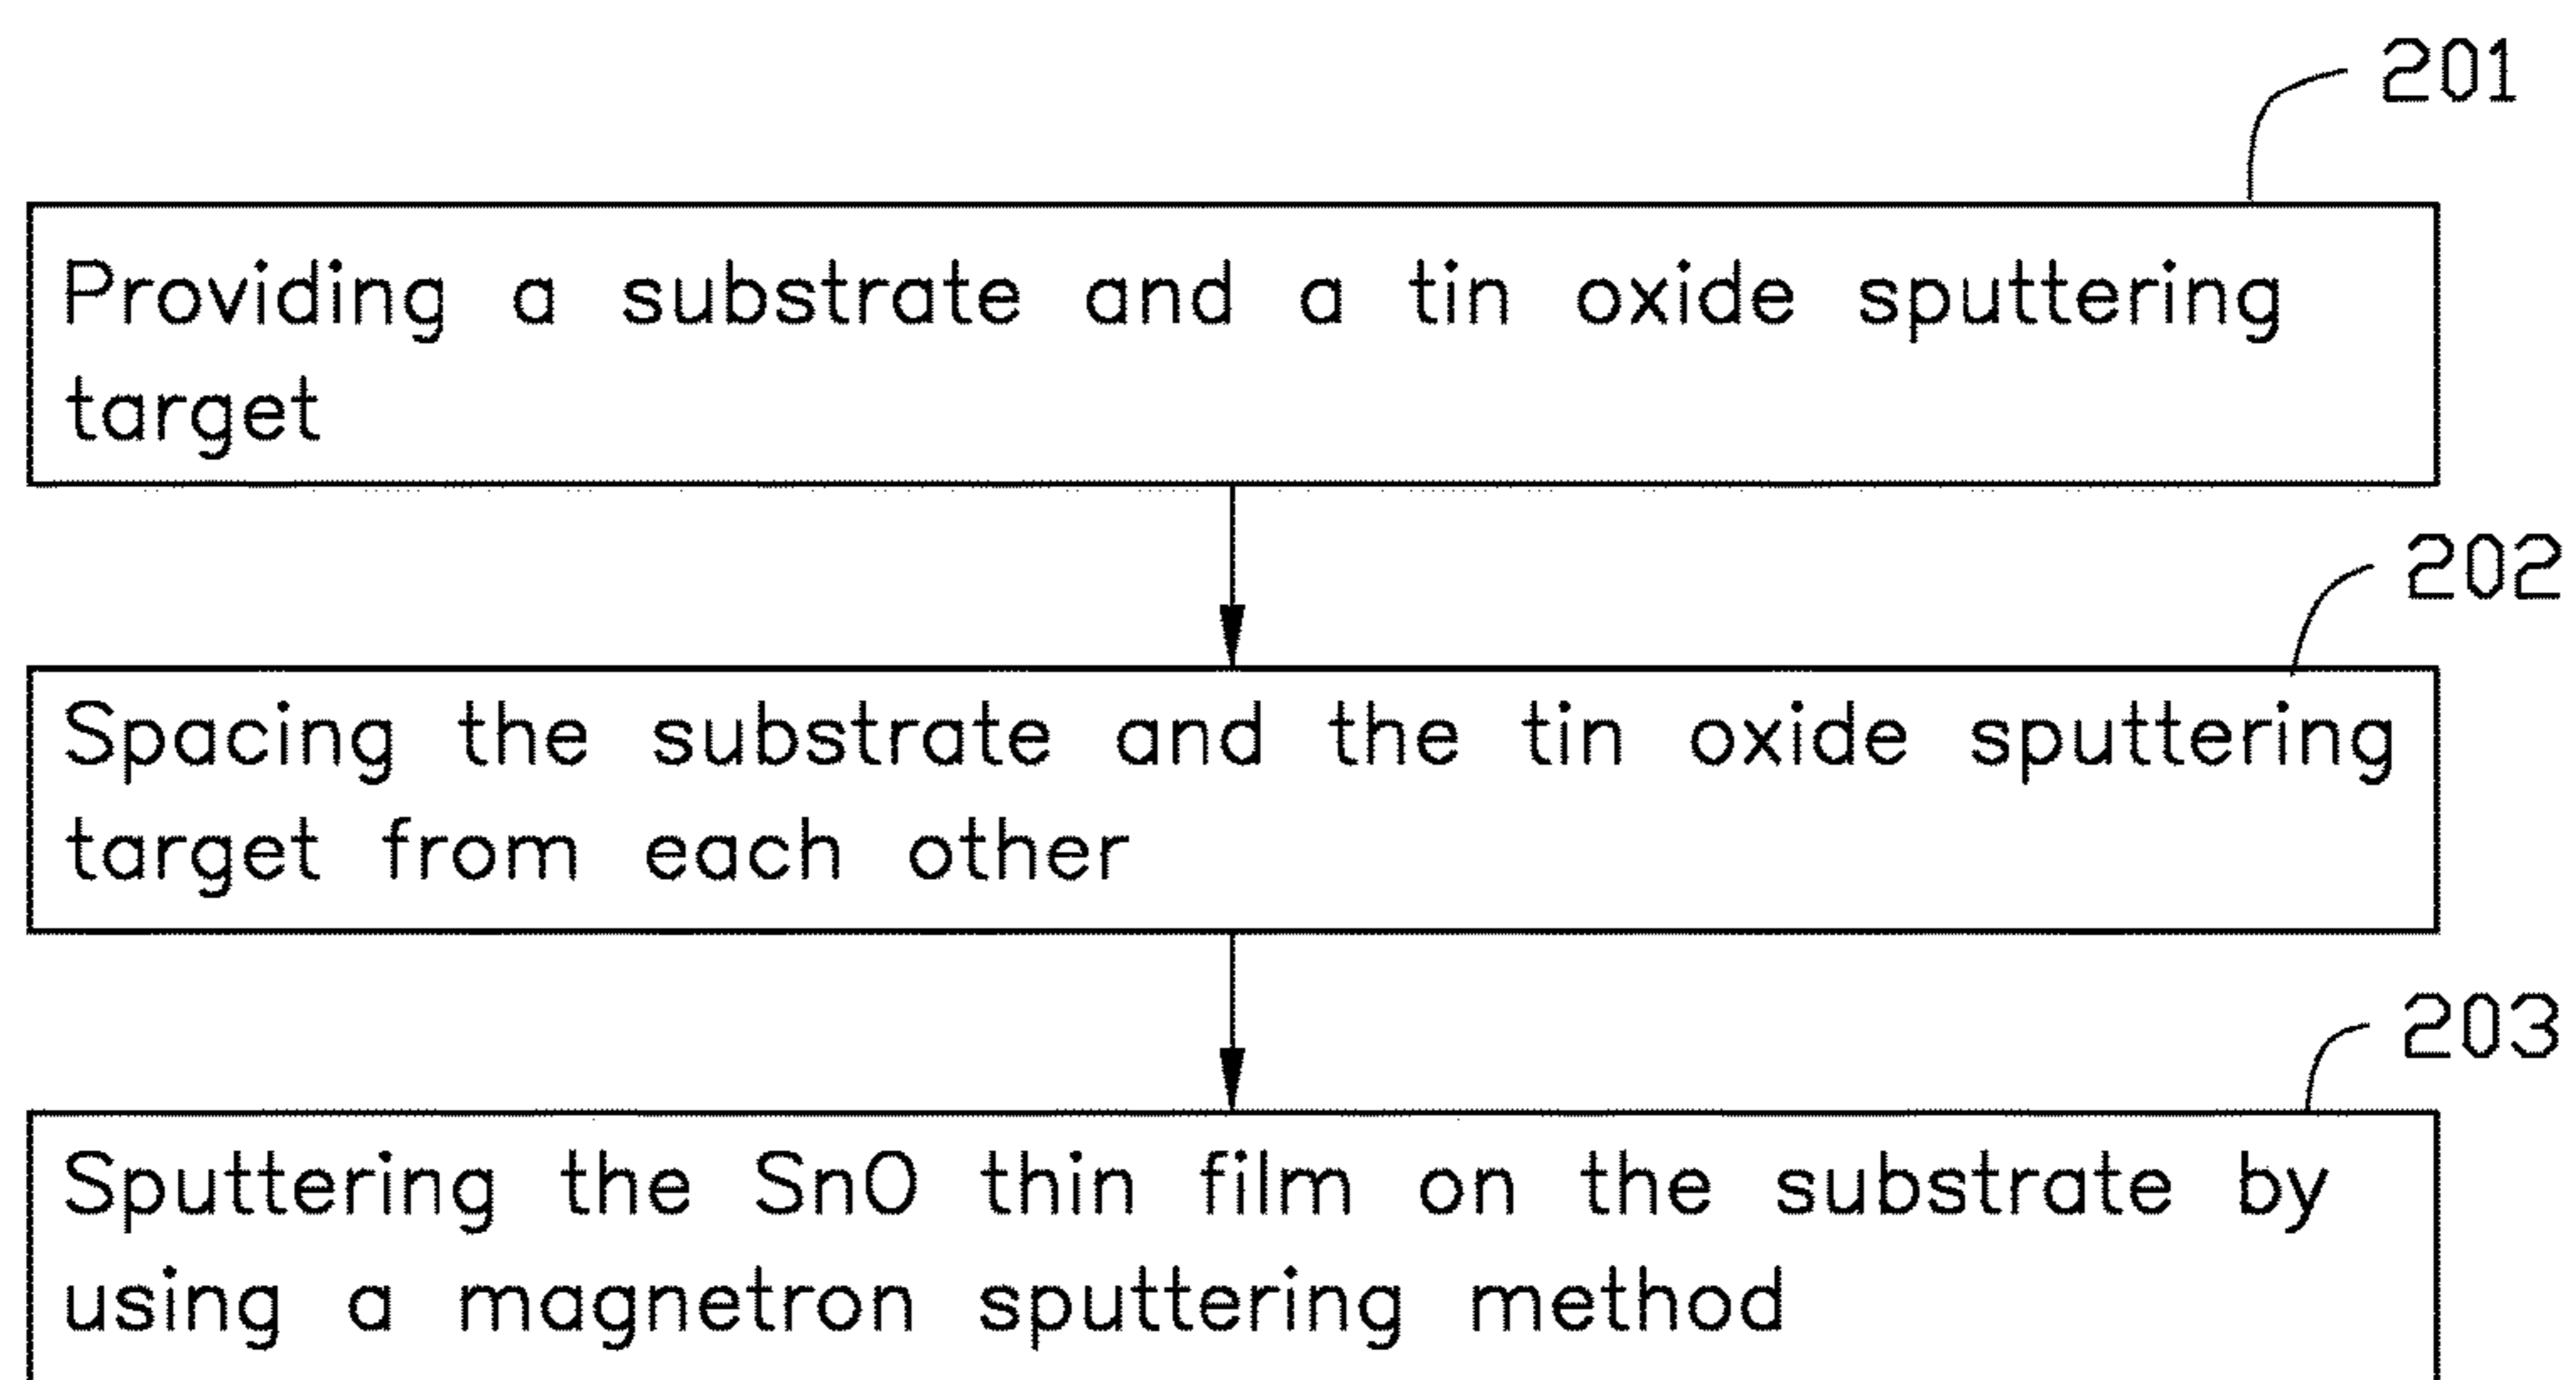 201
Providing a substrate and a tin oxide sputtering
target
202
Spacing the substrate and the tin oxide sputtering
target from each other
203
Sputtering the SnO thin film on the substrate by
using a magnetron sputtering method